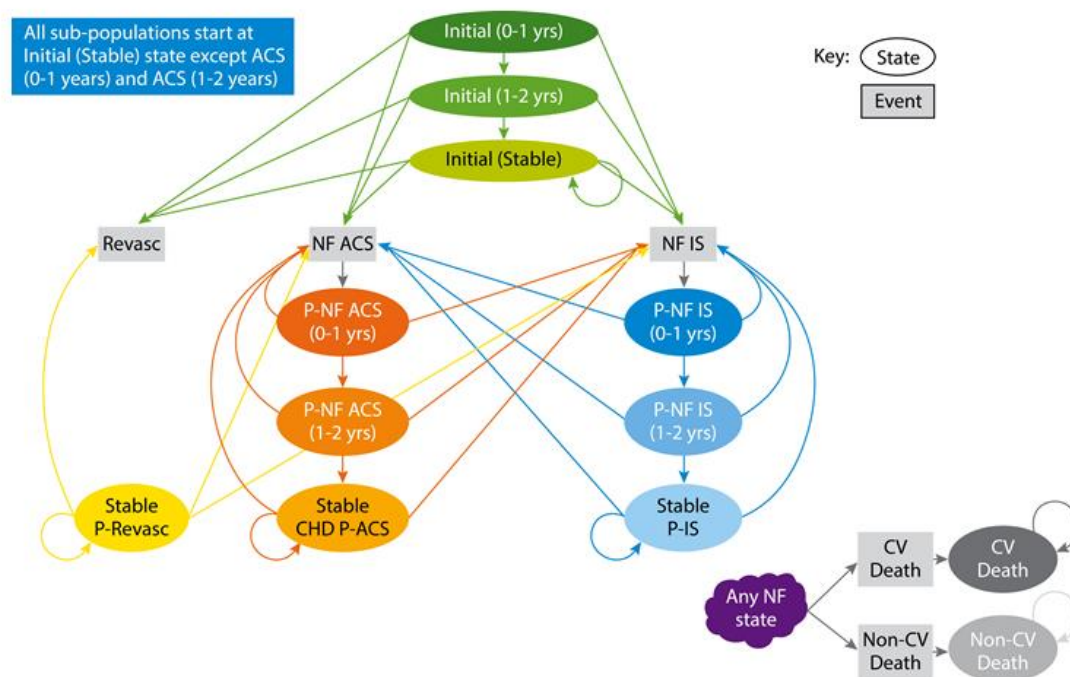 All sub-populations start at
Initial (Stable) state except ACS
(0-1 years) and ACS (1-2 years)
Initial (0-1 yrs)
Key:
State
Initial (1-2 yrs)
Event
Initial (Stable)
Revasc
NF ACS
NF IS
P-NF ACS
(0-1 yrs)
P-NF IS
(0-1 yrs)
P-NF ACS
(1-2 yrs)
P-NF IS
(1-2 yrs)
Stable
P-Revasc
Stable
CHD P-ACS
Stable
P-IS
Any NF
state
CV
Death
CV
Death
Non-CV
Death
Non-CV
Death